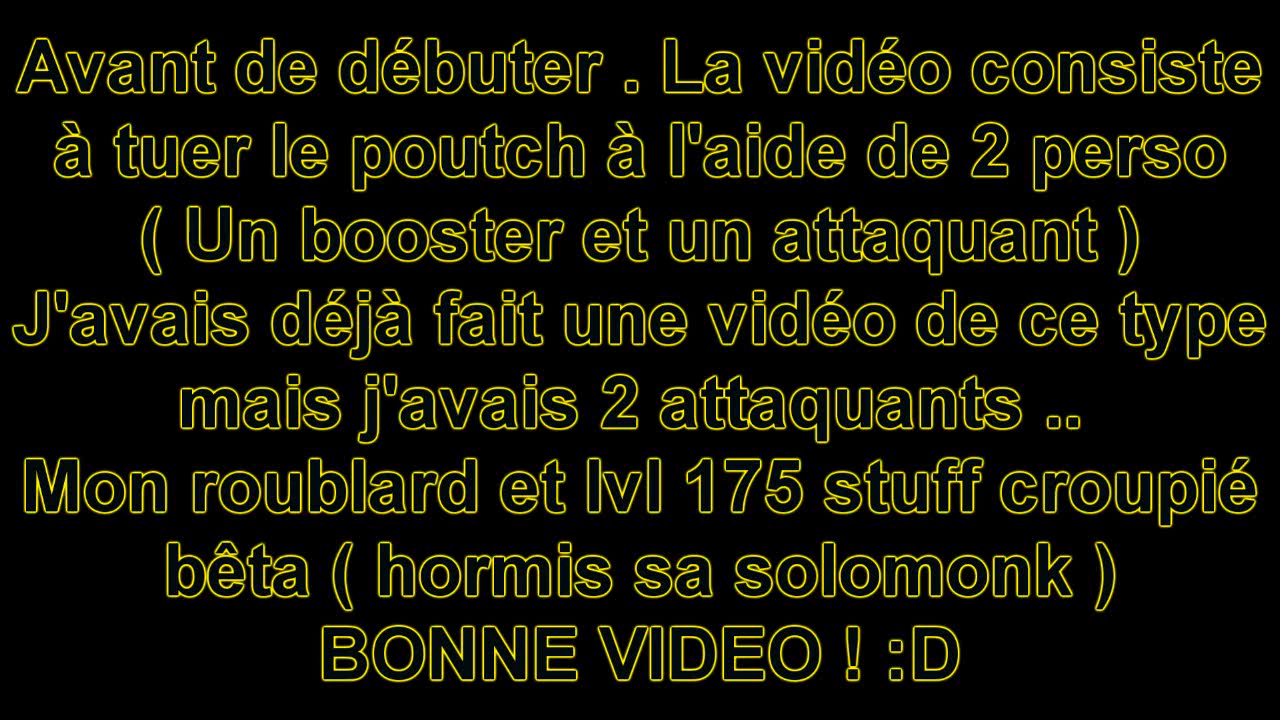 Avant de débuter . La vidéo consiste
à tuer le poutch à l'aide de 2 perso
( Un booster et un attaquant )
J'avais déjà fait une vidéo de ce type
mais j'avais 2 attaquants ..
Mon roublard et lvl 175 stuff croupié
bêta ( hormis sa solomonk )
BONNE VIDEO ! :D